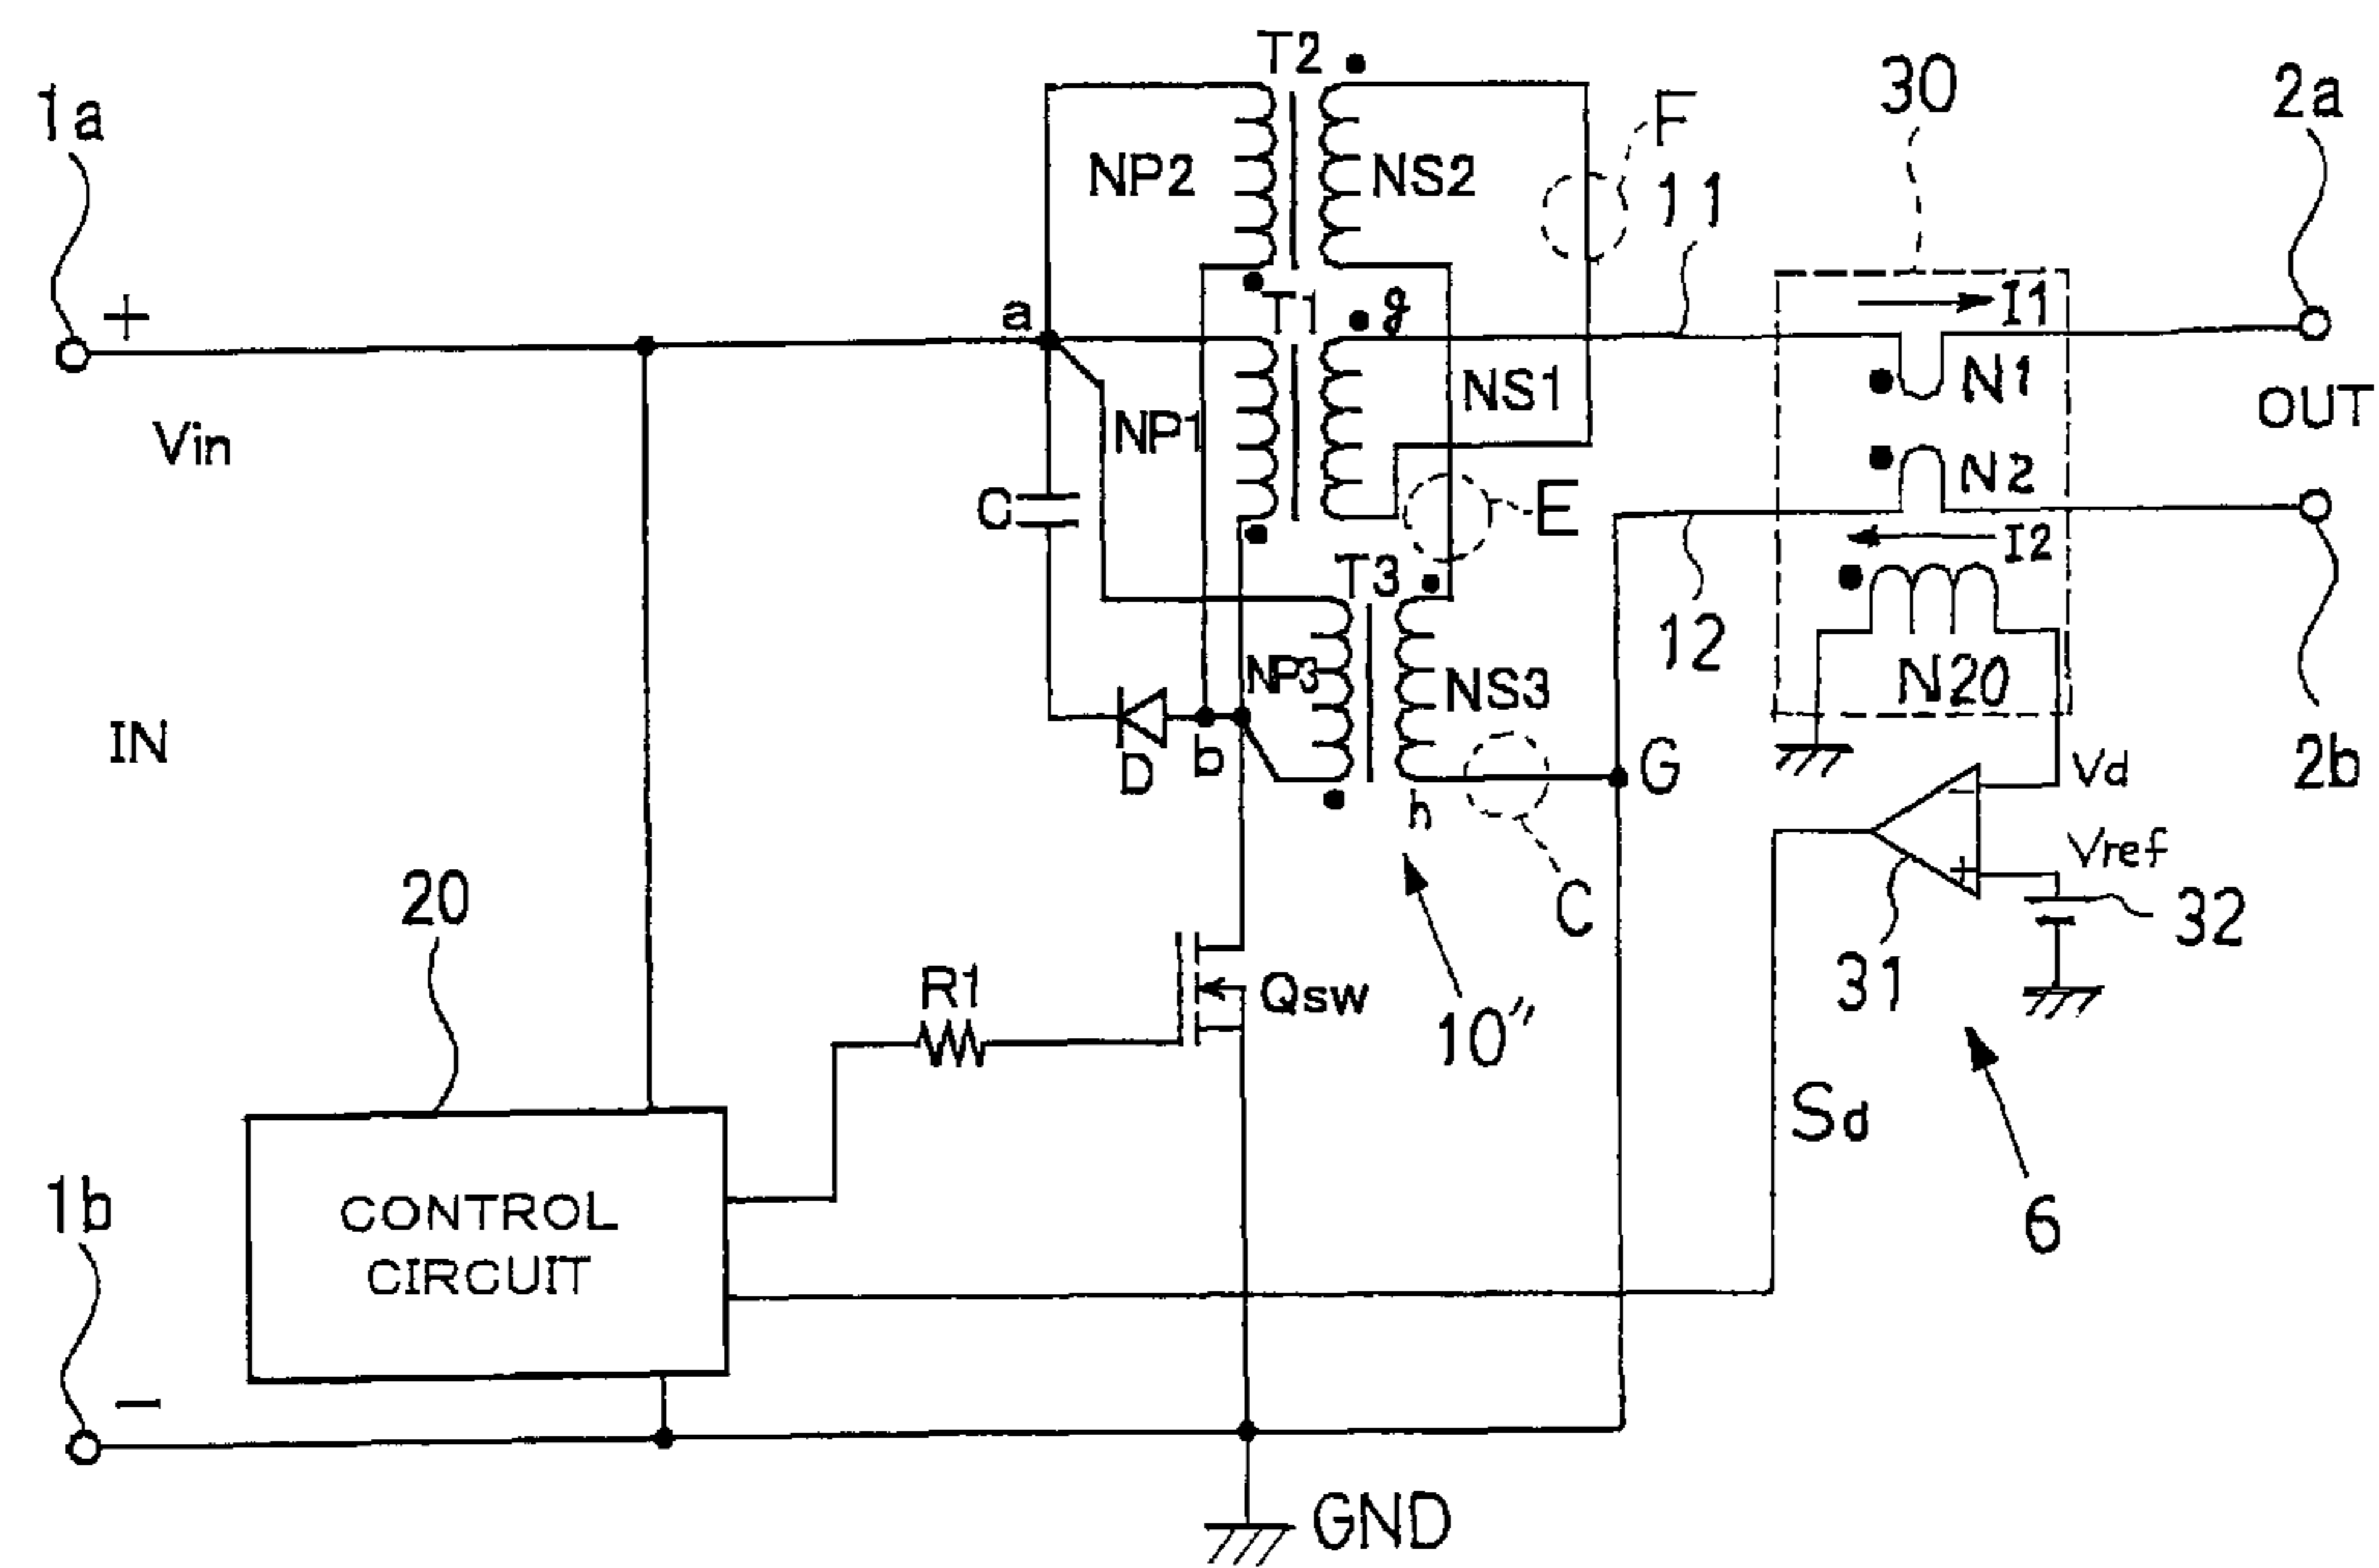 T2
30
2a
1a
F
NP2
NS2
11
I1
+
a
T1
g
N1
OUT
Vin
NP1
NS1
N2
C
E
I2
T3
12
N20
NP3
NS3
IN
D
b
h
G
Vd
2b
−
Vref
+
20
C
32
R1
Qsw
10"
31
Sd
6
1b
CONTROL
CIRCUIT
−
GND